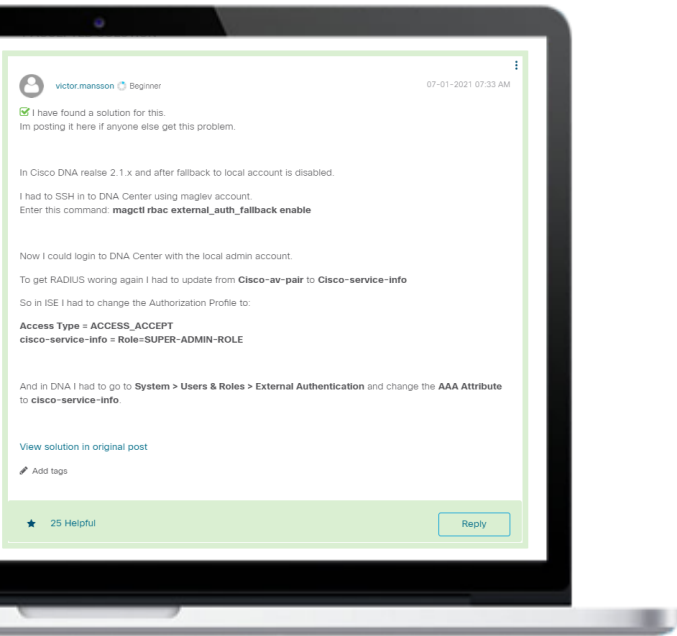 victor.mansson Beginner
07-01-2021 07:33 AM
I have found a solution for this.
Im posting it here if anyone else get this problem.
In Cisco DNA realse 2.1.x and after fallback to local account is disabled.
I had to SSH in to DNA Center using maglev account.
Enter this command: magctl rbac external_auth_fallback enable
Now I could login to DNA Center with the local admin account.
To get RADIUS woring again I had to update from Cisco-av-pair to Cisco-service-info
So in ISE I had to change the Authorization Profile to:
Access Type = ACCESS_ACCEPT
cisco-service-info = Role=SUPER-ADMIN-ROLE
And in DNA I had to go to System > Users & Roles > External Authentication and change the AAA Attribute
to cisco-service-info.
View solution in original post
Add tags
25 Helpful
Reply